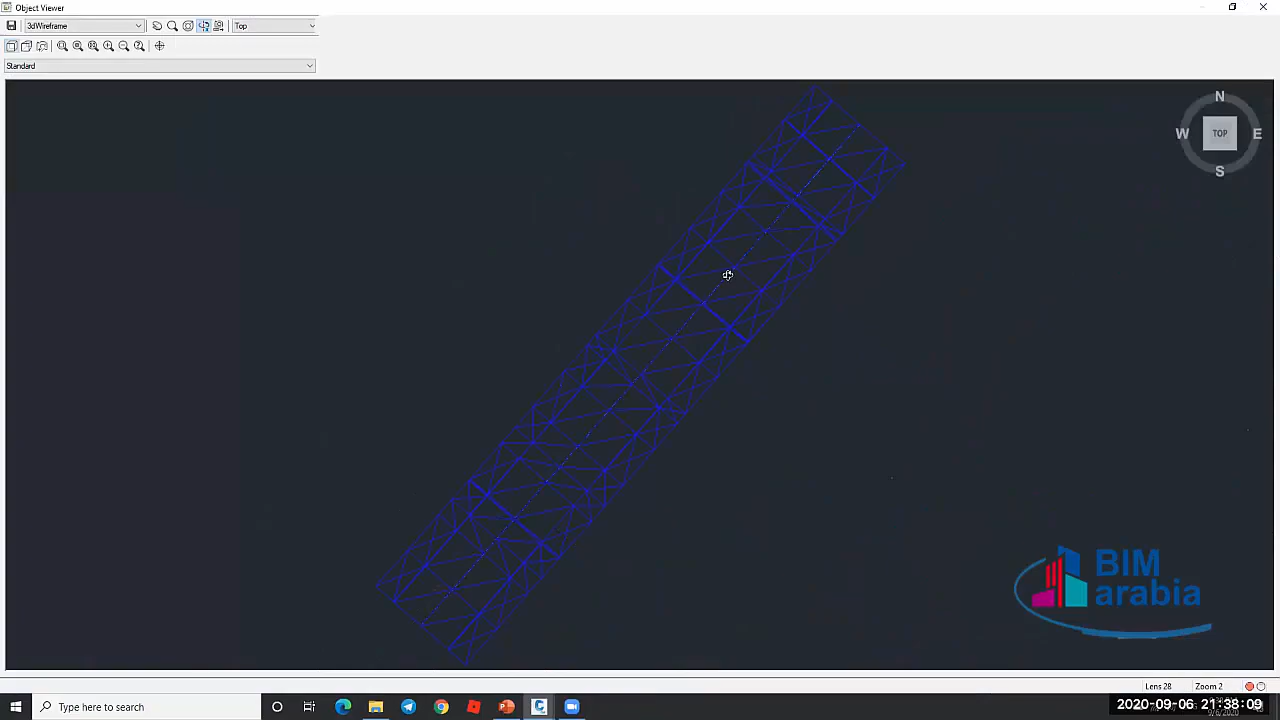 Object Viewer
3dWireframe
Top
Standard
N
W
TOP
E
S
BIM
arabia
Lens 28
Zoom 2
Type here to search
2020-09-06 21:38:09